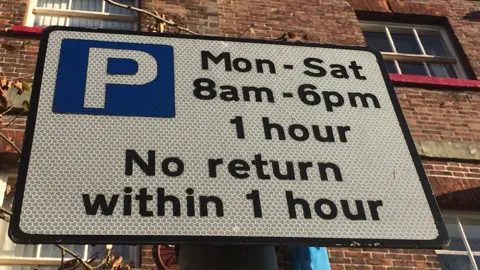 P
Mon - Sat
8am - 6pm
1 hour
No return
within 1 hour